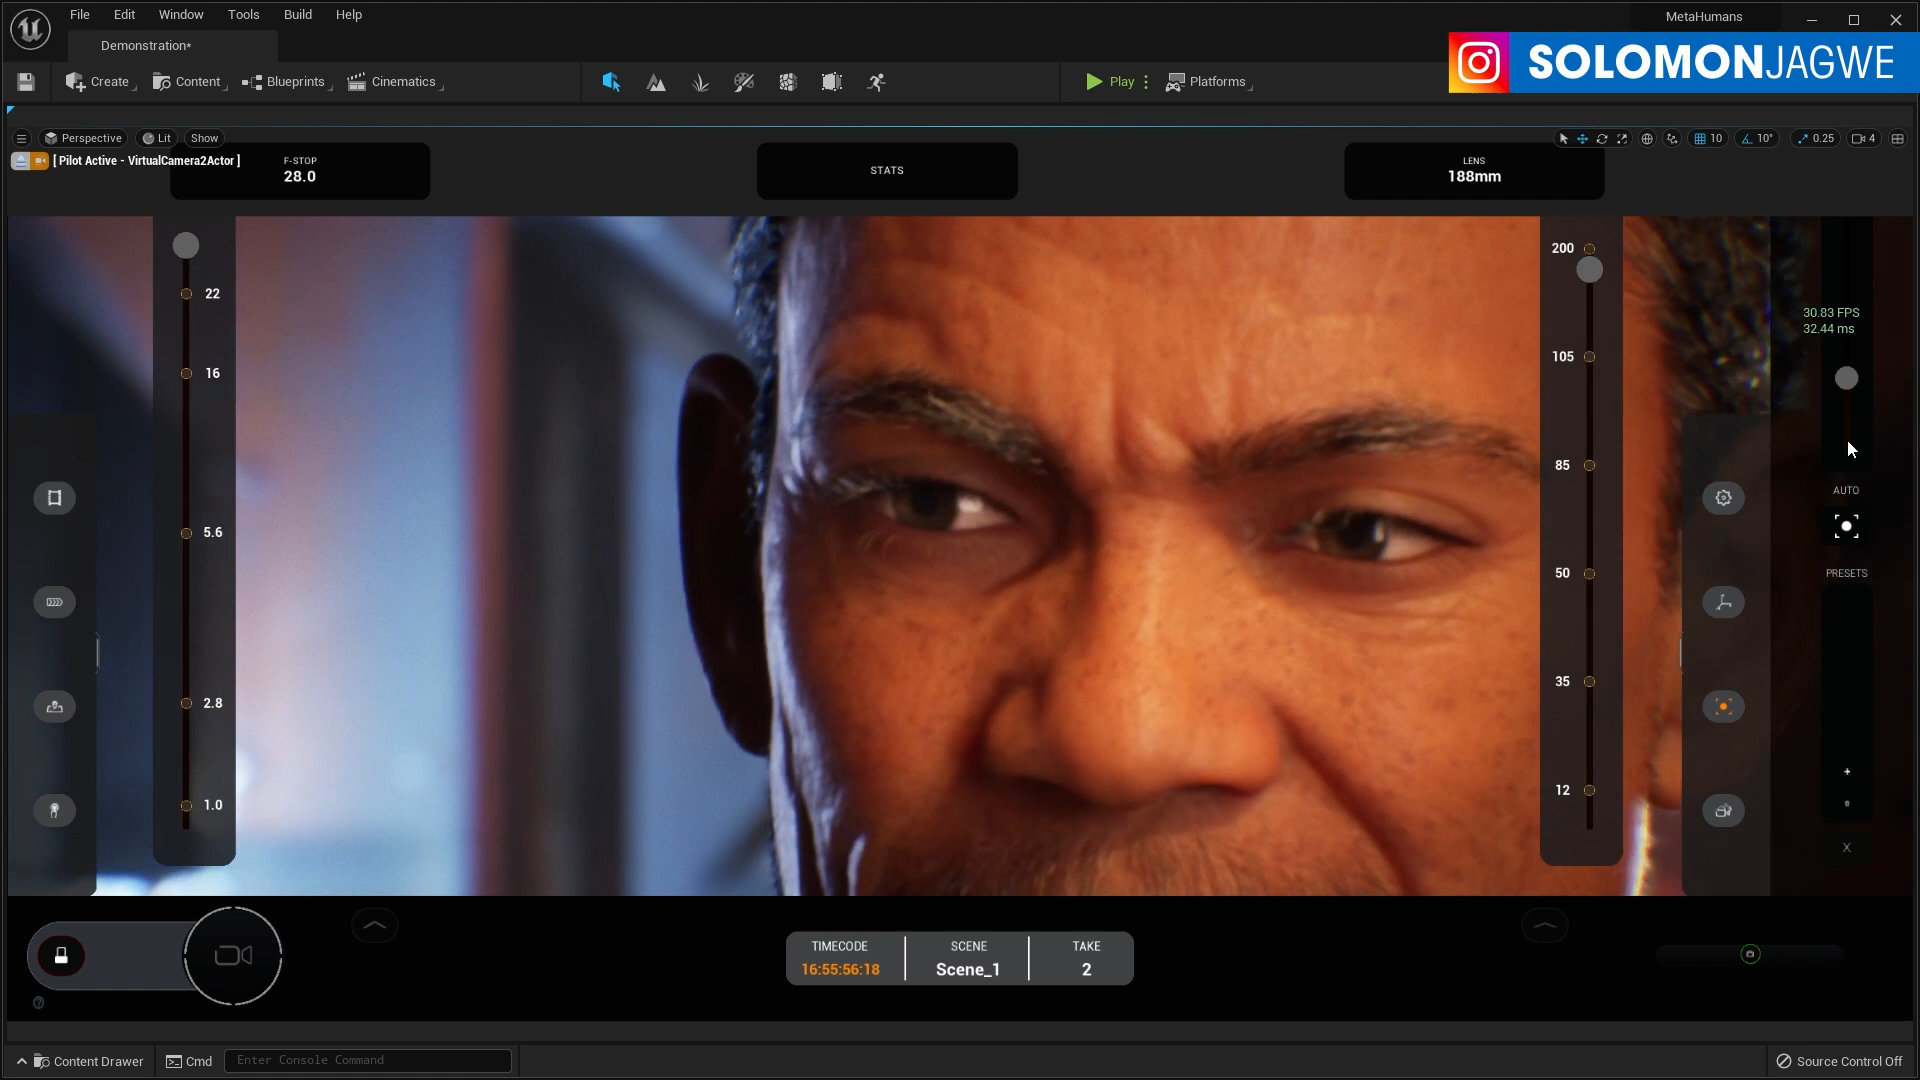 File Edit Window Tools Build Help
MetaHumans
Demonstration*
SOLOMONJAGWE
Create Content Blueprints Cinematics Play Platforms
Perspective Lit Show
10 10° 0.25 4
[ Pilot Active - VirtualCamera2Actor ]
F-STOP
28.0
STATS
LENS
188mm
22
16
5.6
2.8
1.0
200
105
85
50
35
12
30.83 FPS
32.44 ms
AUTO
PRESETS
+
X
TIMECODE SCENE TAKE
16:55:56:18 Scene_1 2
Content Drawer Cmd Enter Console Command
Source Control Off